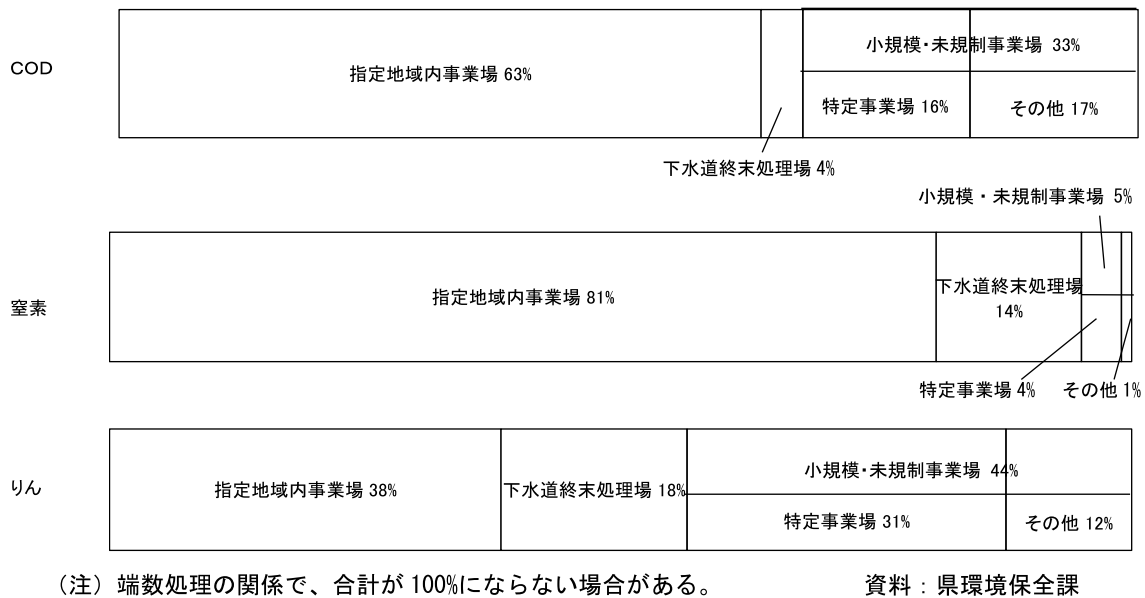 COD
指定地域内事業場 63%
小規模・未規制事業場 33%
特定事業場 16%
その他 17%
下水道終末処理場 4%
小規模・未規制事業場 5%
窒素
指定地域内事業場 81%
下水道終末処理場
14%
特定事業場 4%
その他 1%
りん
指定地域内事業場 38%
下水道終末処理場 18%
小規模・未規制事業場 44%
特定事業場 31%
その他 12%
（注）端数処理の関係で、合計が 100%にならない場合がある。
資料：県環境保全課